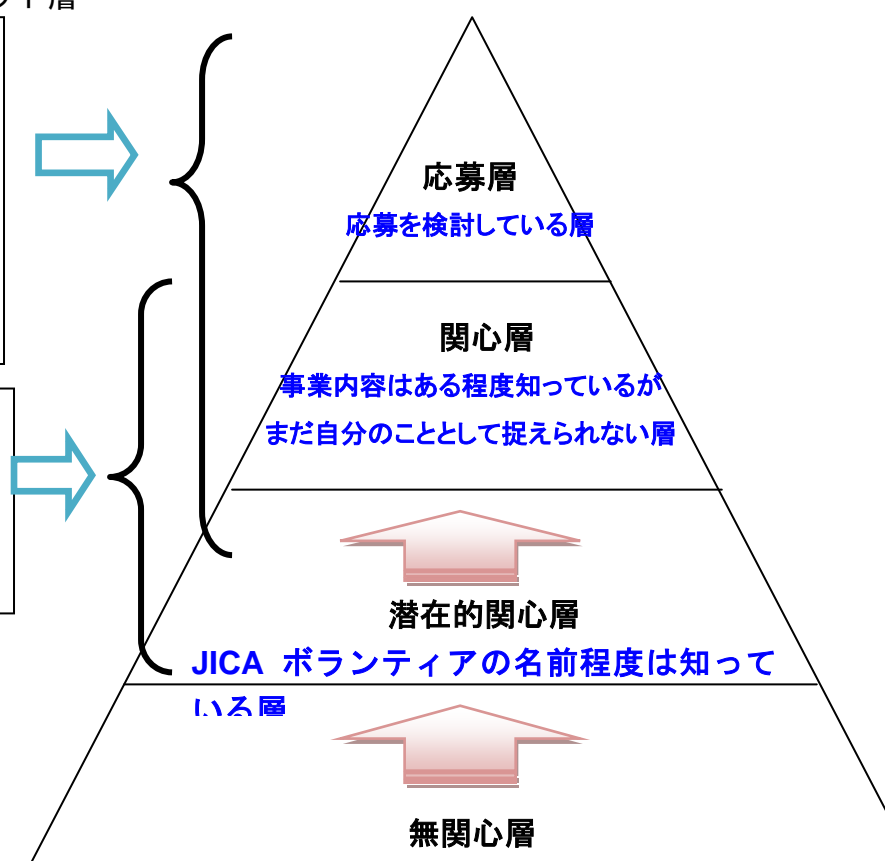 層
応募層
応募を検討している層
関心層
事業内容はある程度知っているが
まだ自分のこととして捉えられない層
潜在的関心層
JICA ボランティアの名前程度は知って
いる層
無関心層